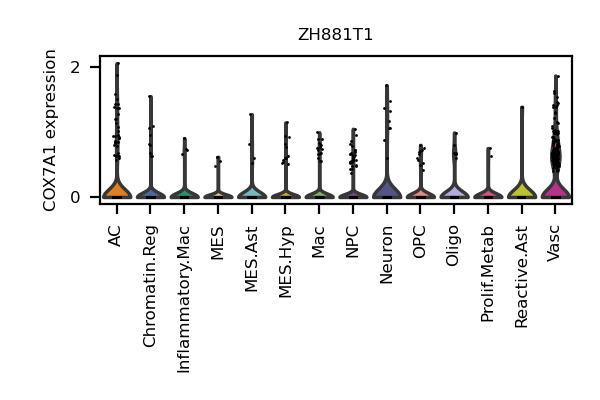 ZH881T1
COX7A1 expression
2
0
AC
Chromatin.Reg
Inflammatory.Mac
MES
MES.Ast
MES.Hyp
Mac
NPC
Neuron
OPC
Oligo
Prolif.Metab
Reactive.Ast
Vasc